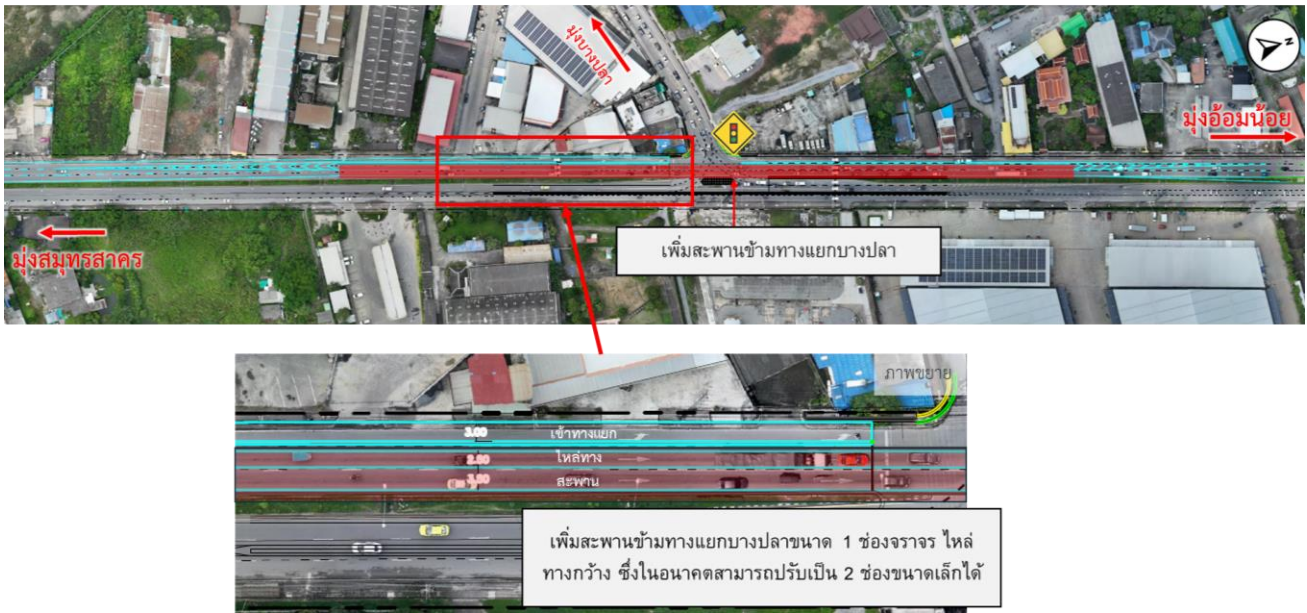 มุ่งบางปลา
Z
มุ่งอ้อมน้อย
มุ่งสมุทรสาคร
เพิ่มสะพานข้ามทางแยกบางปลา
ภาพขยาย
3.00
เข้าทางแยก
ไหล่ทาง
สะพาน
เพิ่มสะพานข้ามทางแยกบางปลาขนาด 1 ช่องจราจร ไหล่
ทางกว้าง ซึ่งในอนาคตสามารถปรับเป็น 2 ช่องขนาดเล็กได้